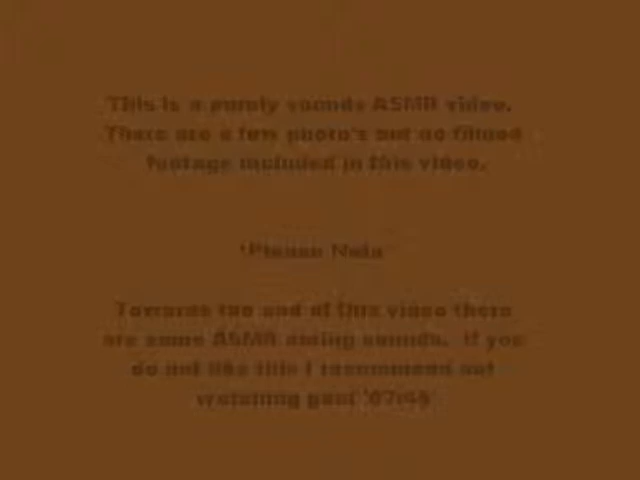 This is a purely sounds ASMR video.
There are a few photo's but no filmed
footage included in this video.
*Please Note*
Towards the end of this video there
are some ASMR eating sounds. If you
do not like this I recommend not
watching past '07:45'